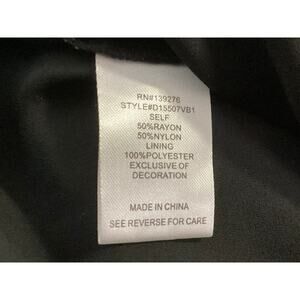 RN#139278
STYLE#D15507VB1
SELF
50%RAYON
50%NYLON
LINING
100%POLYESTER
EXCLUSIVE OF
DECORATION
MADE IN CHINA
SEE REVERSE FOR CARE